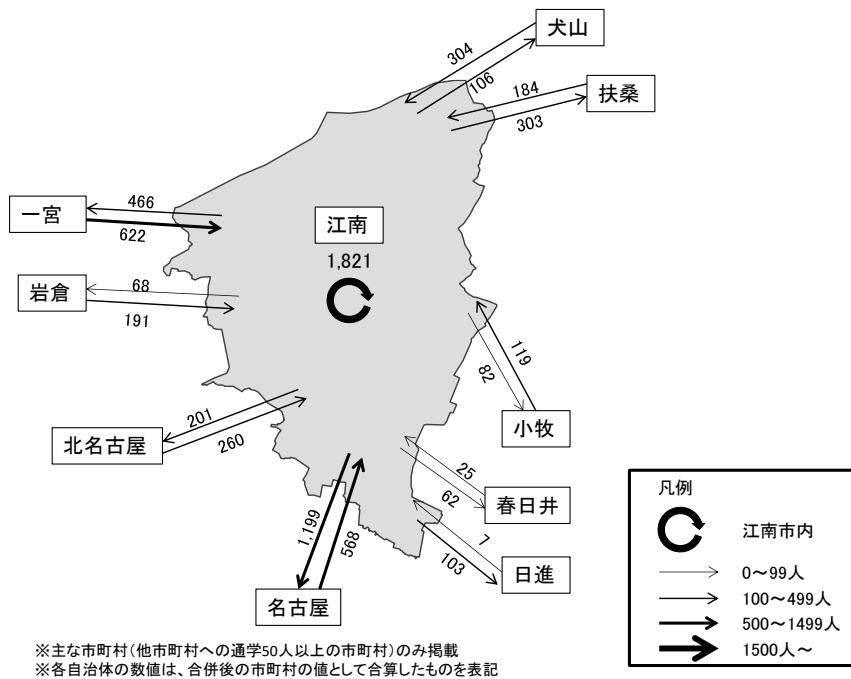 犬山
304
106
扶桑
184
303
一宮
466
622
江南
1,821
岩倉
68
191
119
82
小牧
北名古屋
201
260
25
62
春日井
1,199
568
7
103
日進
名古屋
凡例
江南市内
0～99人
100～499人
500～1499人
1500人～
※主な市町村(他市町村への通学50人以上の市町村)のみ掲載
※各自治体の数値は、合併後の市町村の値として合算したものを表記